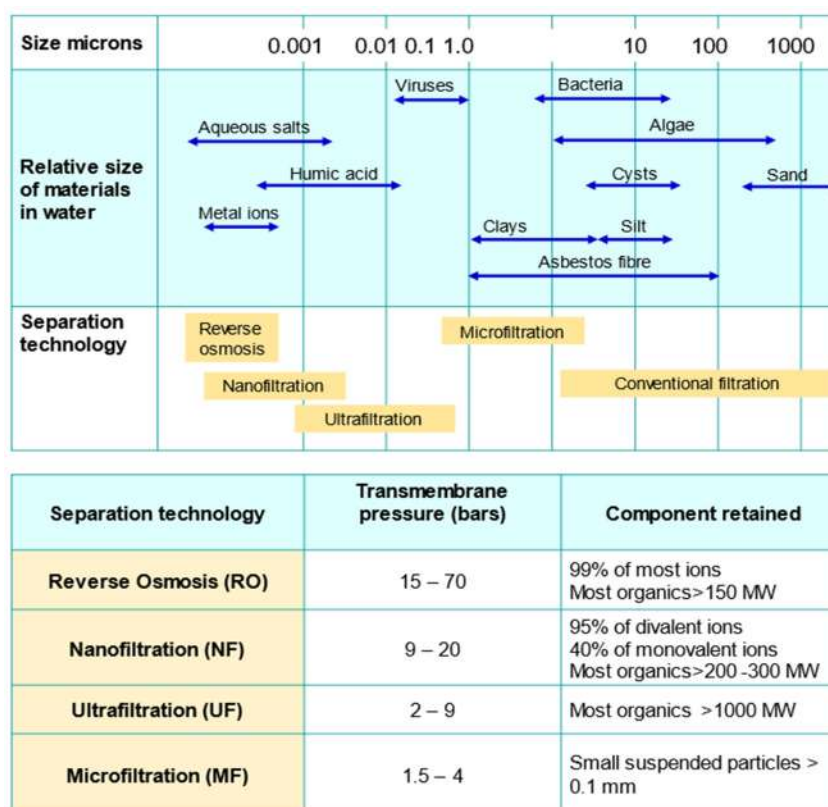 Size microns 0.001 0.01 0.1 1.0 10 100 1000
Viruses Bacteria
Aqueous salts Algae
Relative size
of materials
in water
Humic acid Cysts Sand
Metal ions Clays Silt
Asbestos fibre
Separation
technology
Reverse
osmosis
Microfiltration
Nanofiltration Conventional filtration
Ultrafiltration
Separation technology
Transmembrane
pressure (bars)
Component retained
Reverse Osmosis (RO)
15 – 70
99% of most ions
Most organics>150 MW
Nanofiltration (NF)
9 – 20
95% of divalent ions
40% of monovalent ions
Most organics>200 -300 MW
Ultrafiltration (UF)
2 – 9
Most organics >1000 MW
Microfiltration (MF)
1.5 – 4
Small suspended particles >
0.1 mm